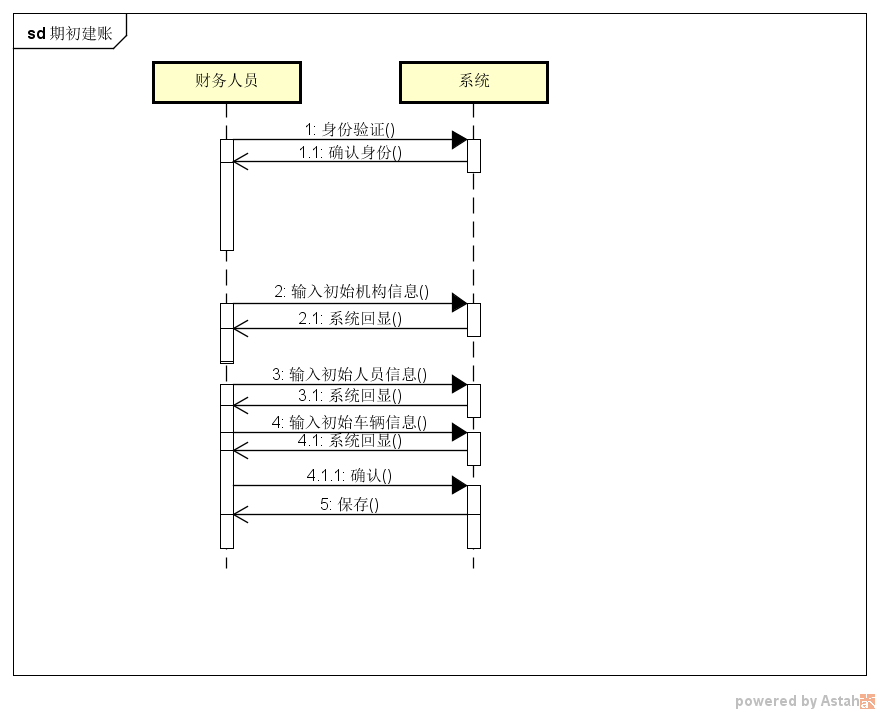 sd 期初建账
财务人员
系统
1: 身份验证()
1.1: 确认身份()
2: 输入初始机构信息()
2.1: 系统回显()
3: 输入初始人员信息()
3.1: 系统回显()
4: 输入初始车辆信息()
4.1: 系统回显()
4.1.1: 确认()
5: 保存()
powered by Astah